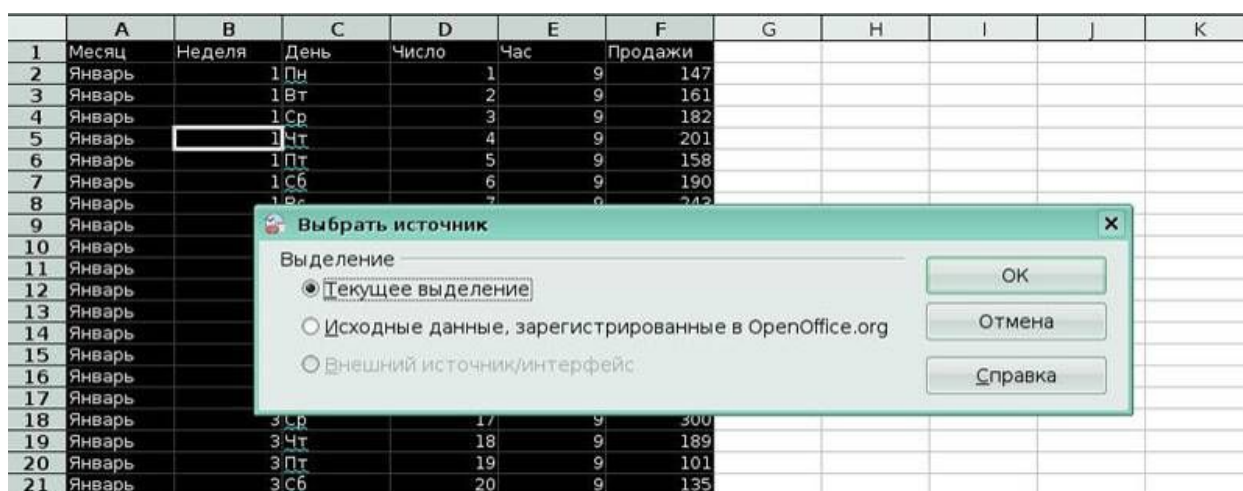 A B C D E F G H I J K
1 Месяц Неделя День Число Час Продажи
2 Январь 1 Пн 1 9 147
3 Январь 1 Вт 2 9 161
4 Январь 1 Ср 3 9 182
5 Январь 1 Чт 4 9 201
6 Январь 1 Пт 5 9 158
7 Январь 1 Сб 6 9 190
8 Январь 1 Вс 7 9 243
9 Январь
10 Январь
11 Январь
12 Январь
13 Январь
14 Январь
15 Январь
16 Январь
17 Январь
18 Январь 3 Ср 17 9 300
19 Январь 3 Чт 18 9 189
20 Январь 3 Пт 19 9 101
21 Январь 3 Сб 20 9 135
Выбрать источник
Выделение
Текущее выделение
Исходные данные, зарегистрированные в OpenOffice.org
Внешний источник/интерфейс
OK
Отмена
Справка